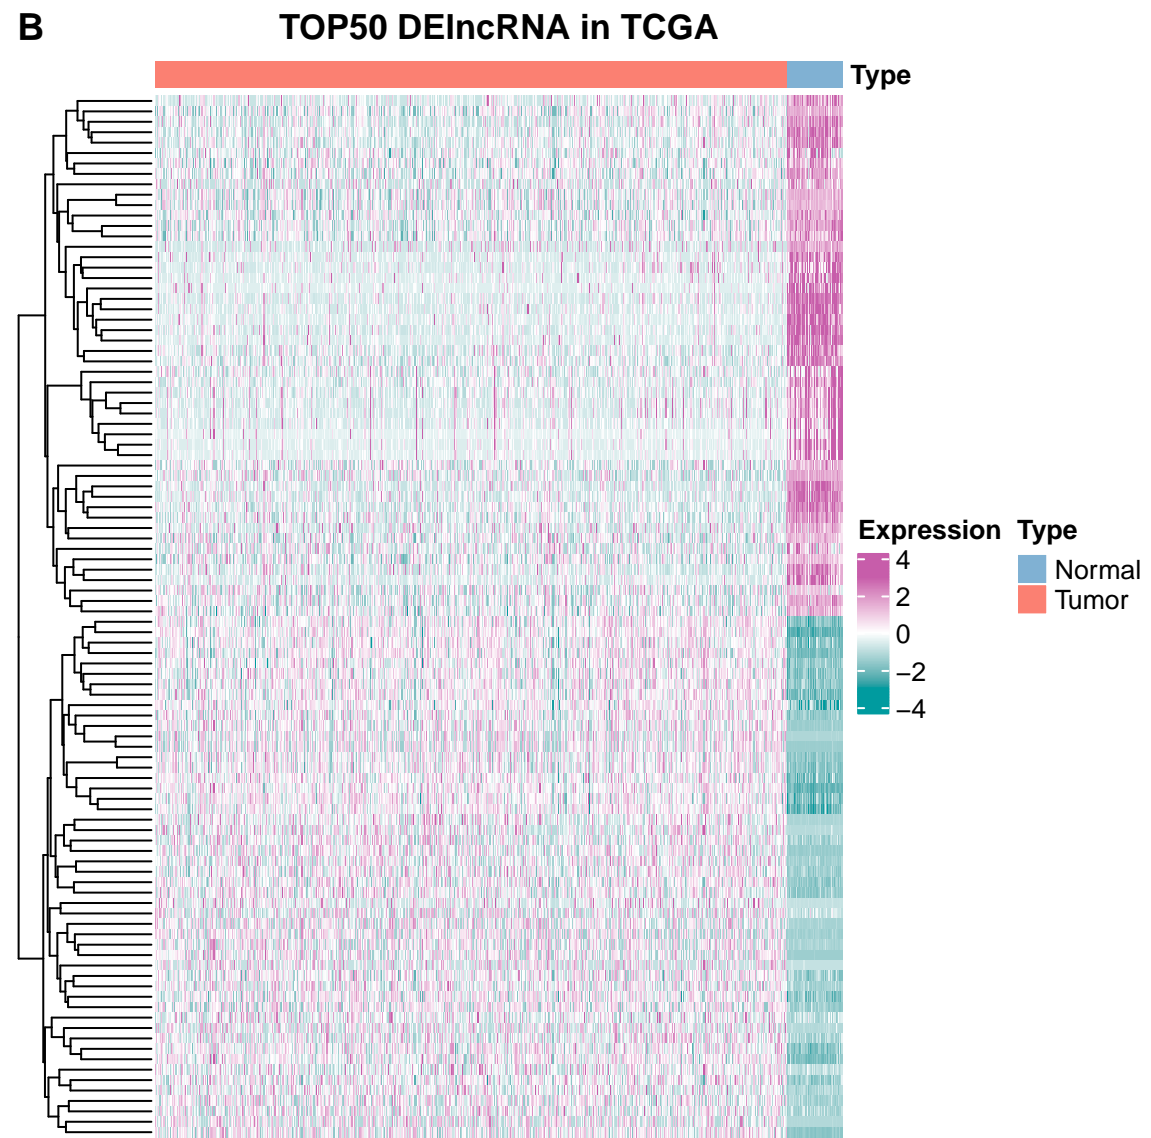 B
TOP50 DElncRNA in TCGA
Type
Expression
4
2
0
−2
−4
Type
Normal
Tumor